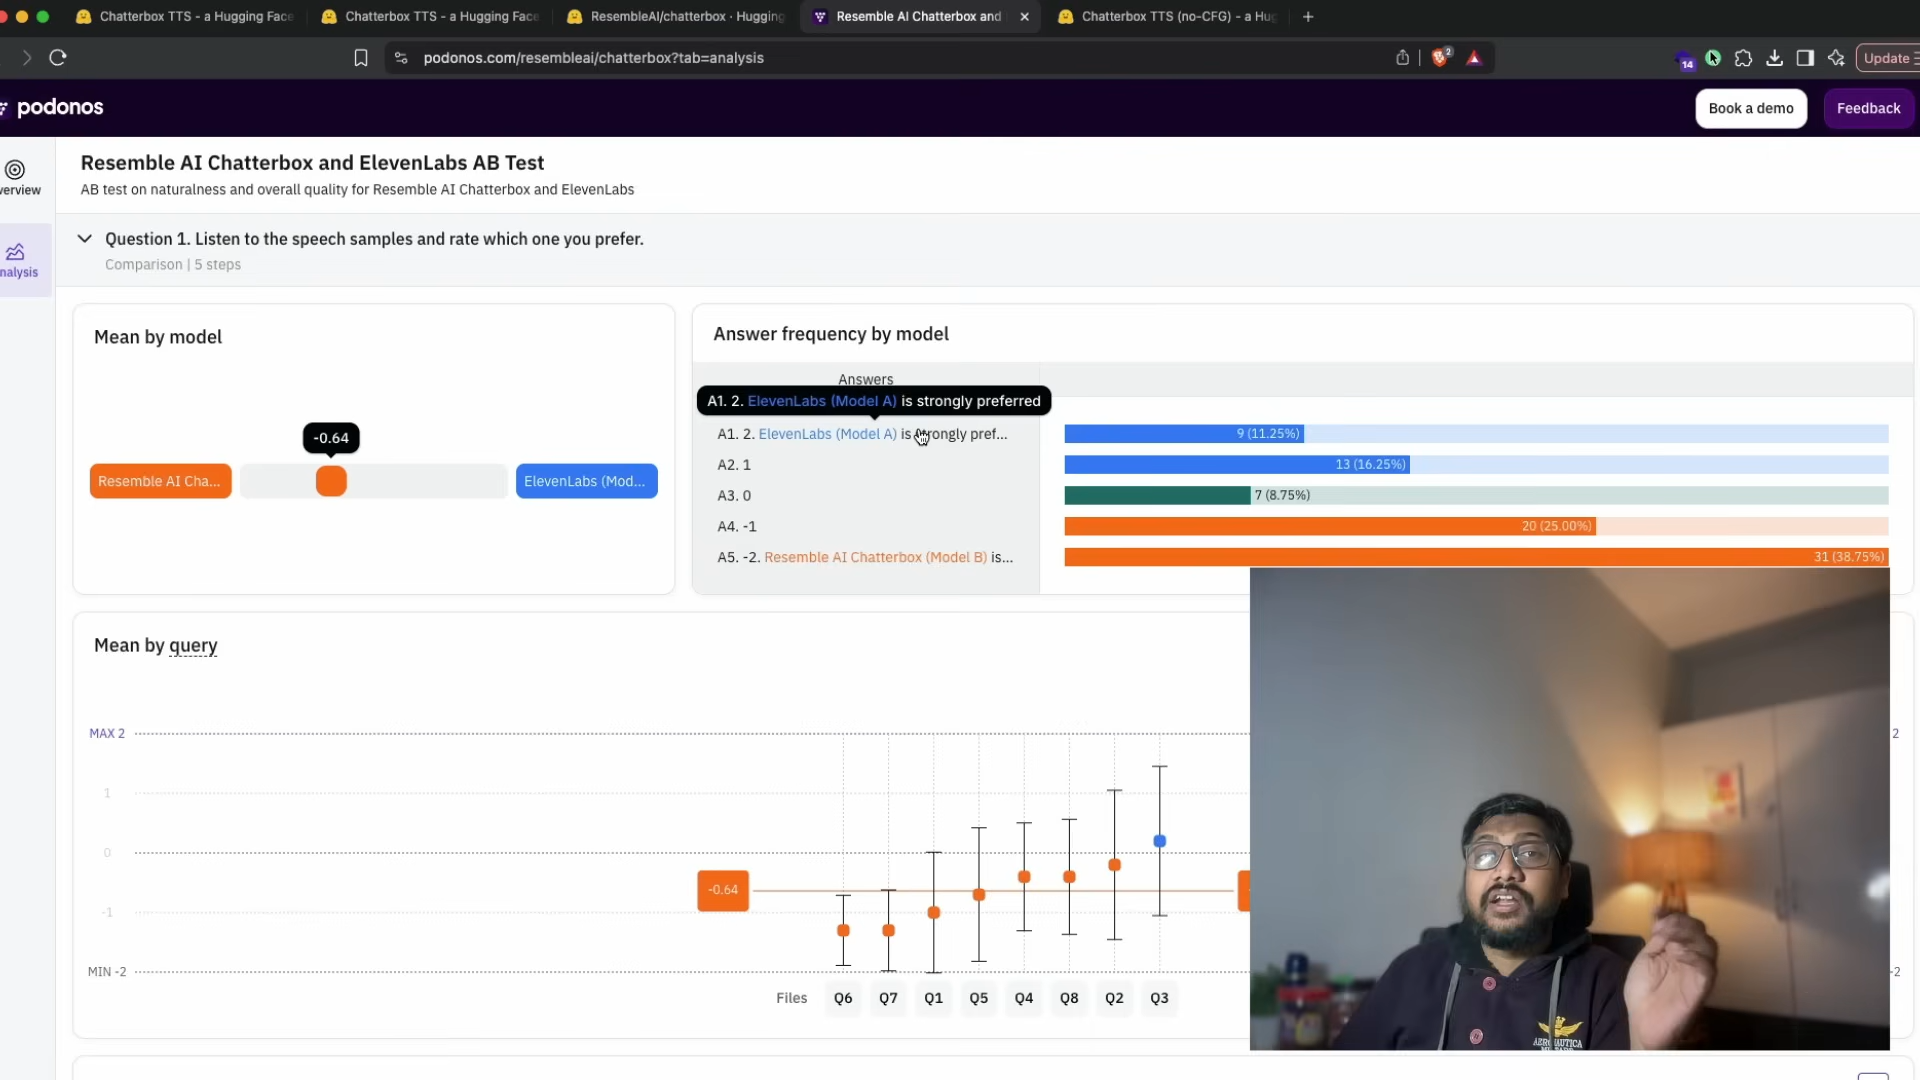 Chatterbox TTS - a Hugging Face
Chatterbox TTS - a Hugging Face
ResembleAI/chatterbox · Hugging
Resemble AI Chatterbox and
Chatterbox TTS (no-CFG) - a Hug
podonos.com/resembleai/chatterbox?tab=analysis
2
14
Update
podonos
Book a demo
Feedback
verview
nalysis
Resemble AI Chatterbox and ElevenLabs AB Test
AB test on naturalness and overall quality for Resemble AI Chatterbox and ElevenLabs
Question 1. Listen to the speech samples and rate which one you prefer.
Comparison | 5 steps
Mean by model
-0.64
Resemble AI Cha...
ElevenLabs (Mod...
Answer frequency by model
Answers
A1. 2. ElevenLabs (Model A) is strongly preferred
A1. 2. ElevenLabs (Model A) is strongly pref...
9 (11.25%)
A2. 1
13 (16.25%)
A3. 0
7 (8.75%)
A4. -1
20 (25.00%)
A5. -2. Resemble AI Chatterbox (Model B) is...
31 (38.75%)
Mean by query
MAX 2
2
1
0
-0.64
-1
MIN -2
-2
Files Q6 Q7 Q1 Q5 Q4 Q8 Q2 Q3
AERONAUTICA